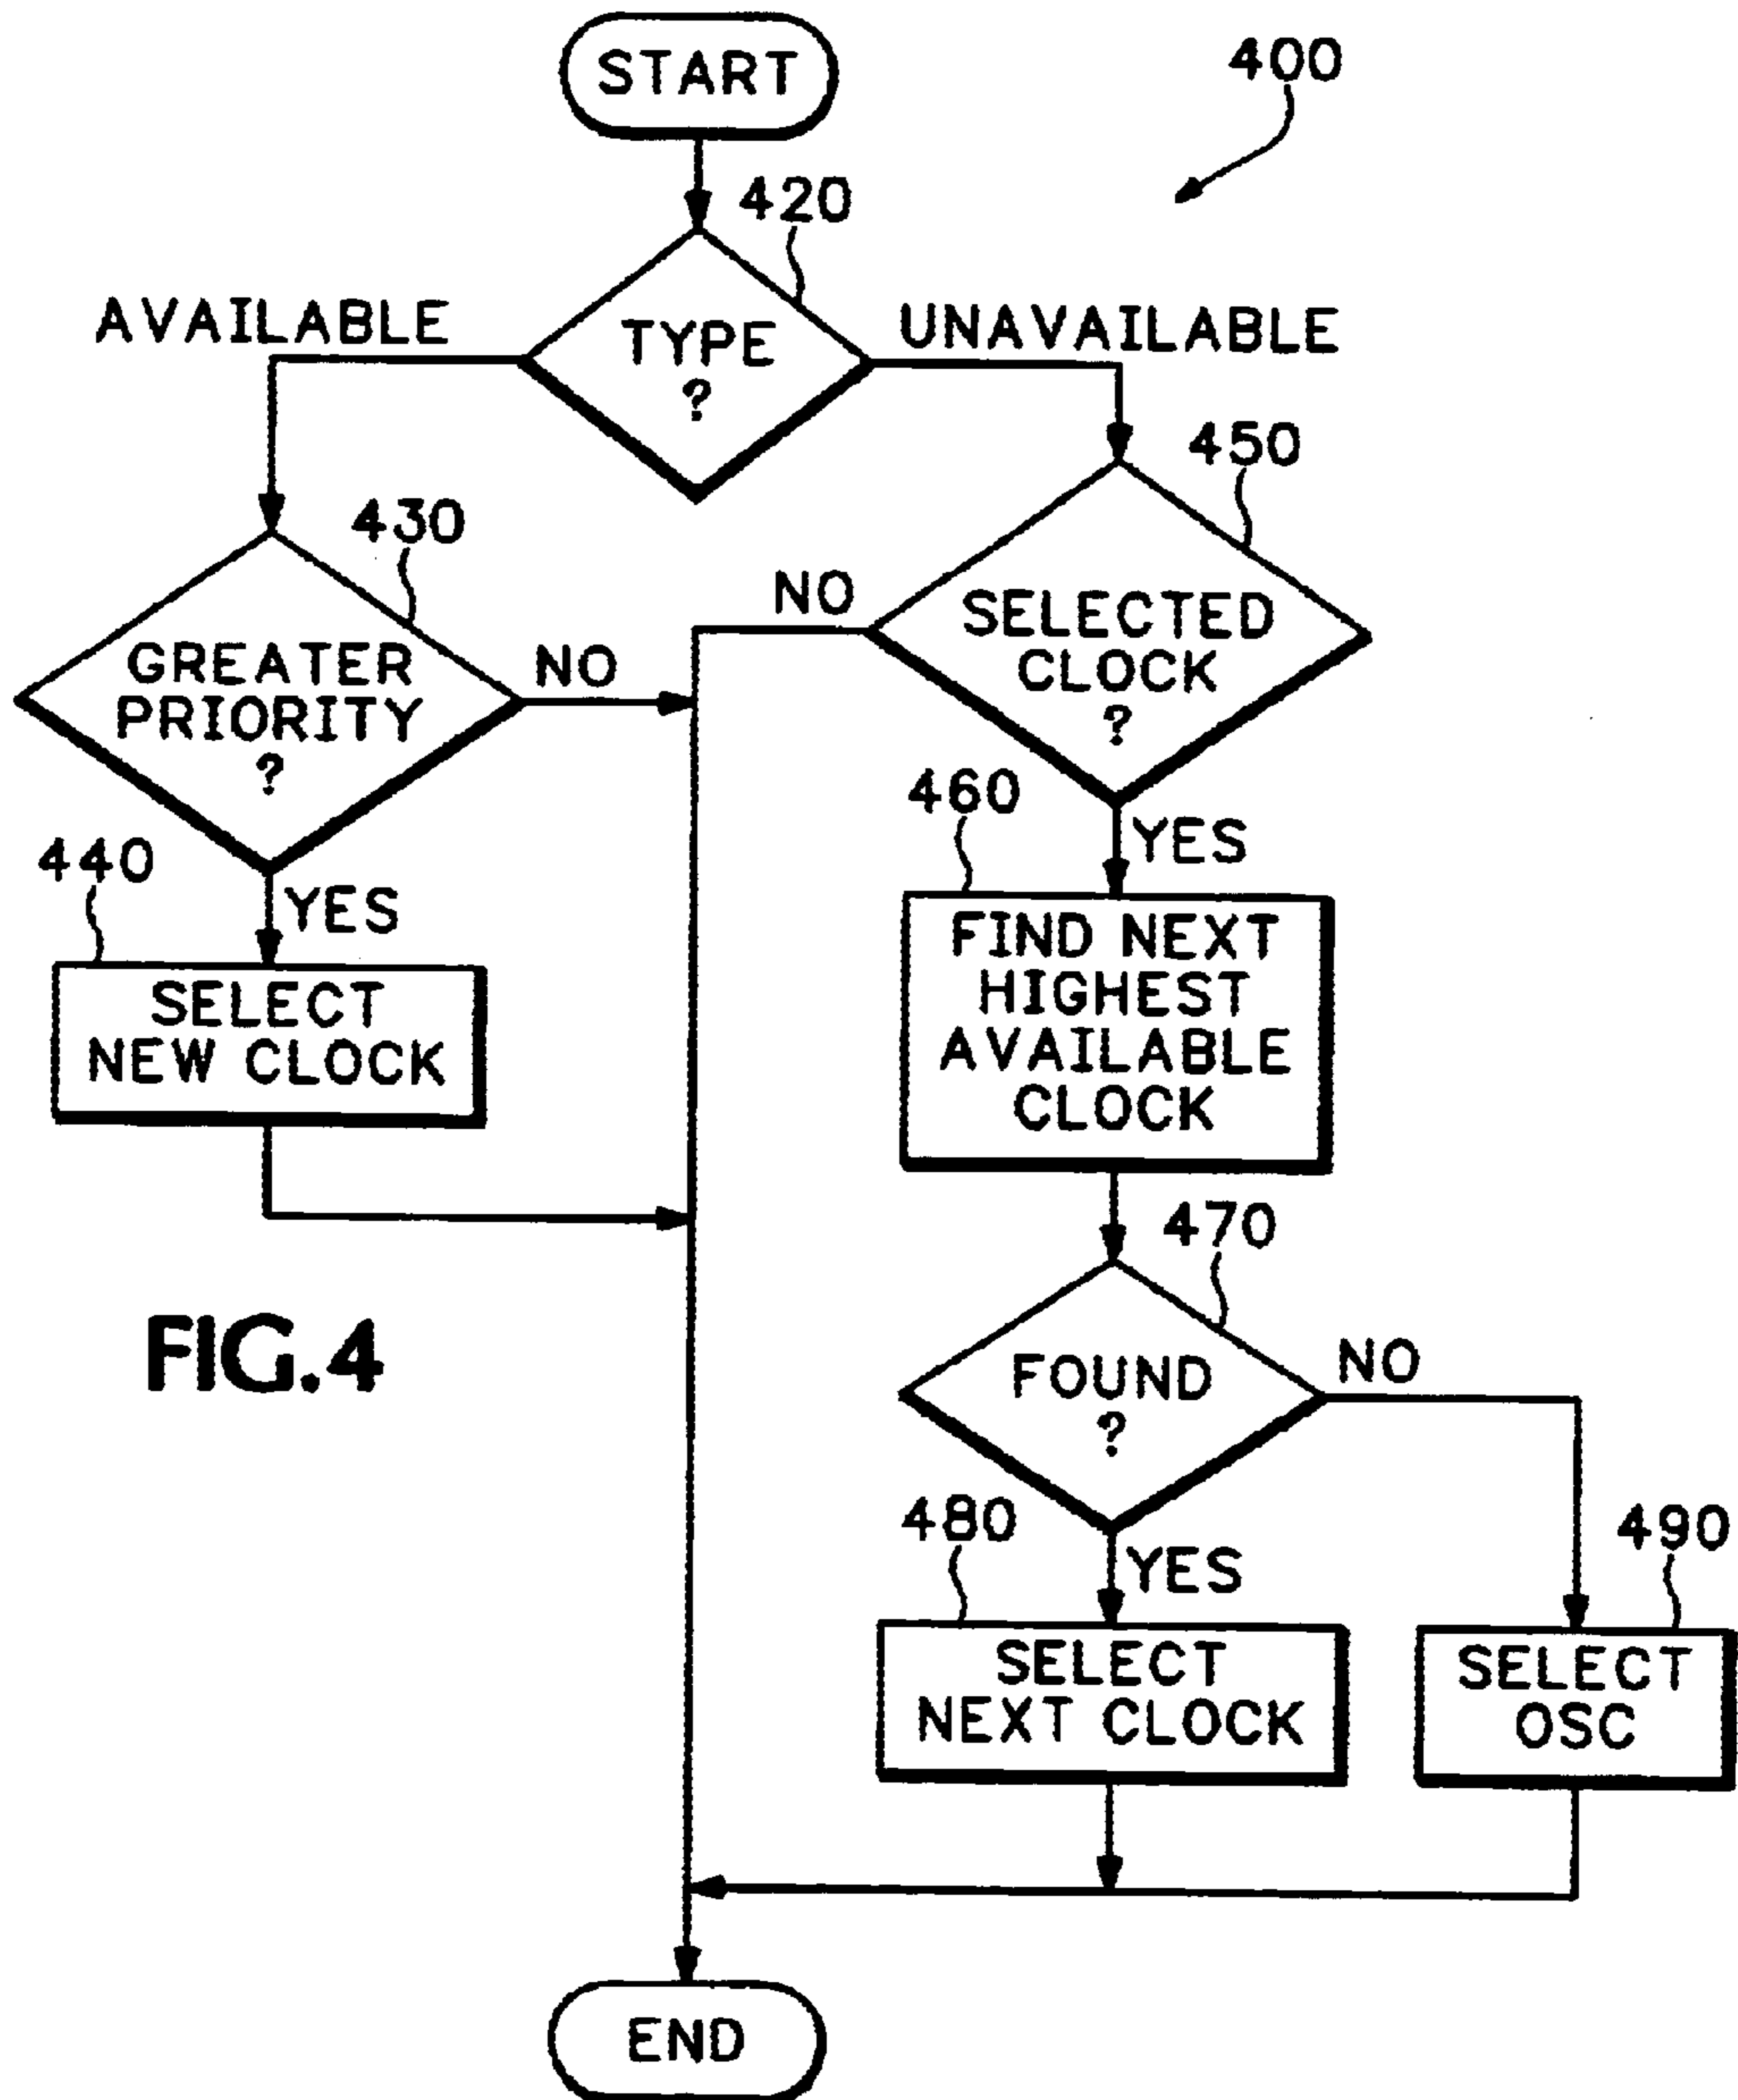 START
400
420
AVAILABLE
TYPE
?
UNAVAILABLE
450
430
NO
SELECTED
CLOCK
?
GREATER
PRIORITY
?
NO
460
YES
440
YES
FIND NEXT
HIGHEST
AVAILABLE
CLOCK
SELECT
NEW CLOCK
470
FIG.4
FOUND
?
NO
480
490
YES
SELECT
NEXT CLOCK
SELECT
OSC
END